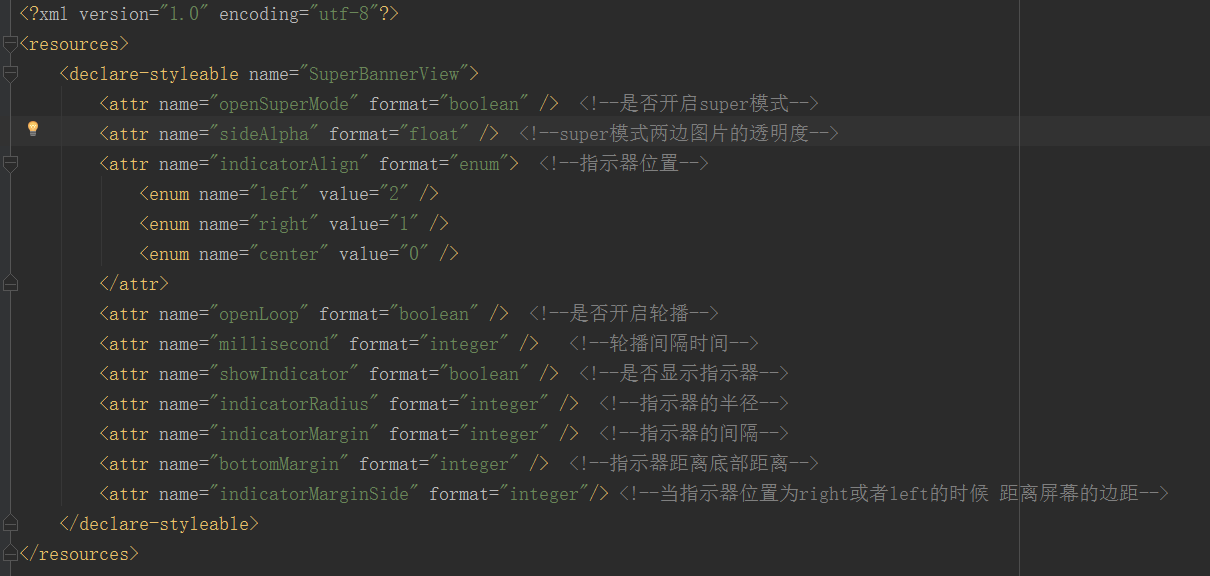 <?xml version="1.0" encoding="utf-8"?>
<resources>
    <declare-styleable name="SuperBannerView">
        <attr name="openSuperMode" format="boolean" />  <!--是否开启super模式-->
        <attr name="sideAlpha" format="float" />  <!--super模式两边图片的透明度-->
        <attr name="indicatorAlign" format="enum">  <!--指示器位置-->
            <enum name="left" value="2" />
            <enum name="right" value="1" />
            <enum name="center" value="0" />
        </attr>
        <attr name="openLoop" format="boolean" />  <!--是否开启轮播-->
        <attr name="millisecond" format="integer" />   <!--轮播间隔时间-->
        <attr name="showIndicator" format="boolean" />  <!--是否显示指示器-->
        <attr name="indicatorRadius" format="integer" />  <!--指示器的半径-->
        <attr name="indicatorMargin" format="integer" />  <!--指示器的间隔-->
        <attr name="bottomMargin" format="integer" />  <!--指示器距离底部距离-->
        <attr name="indicatorMarginSide" format="integer"/> <!--当指示器位置为right或者left的时候 距离屏幕的边距-->
    </declare-styleable>
</resources>